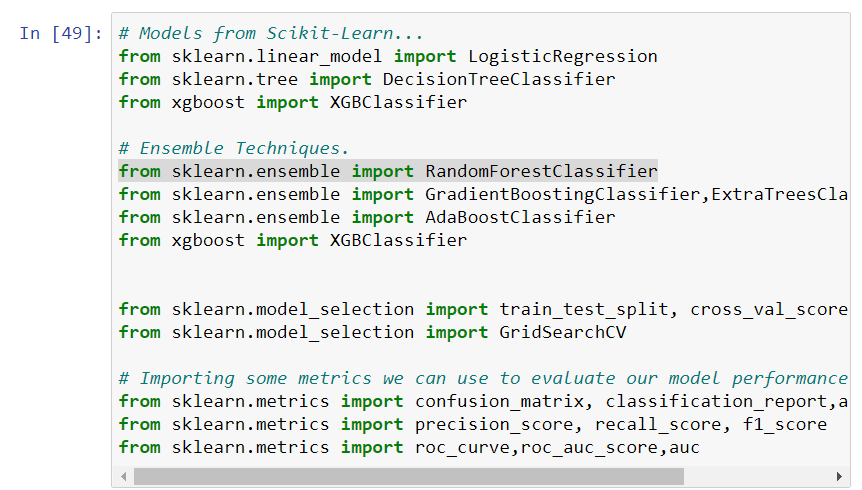 In [49]:
# Models from Scikit-Learn...
from sklearn.linear_model import LogisticRegression
from sklearn.tree import DecisionTreeClassifier
from xgboost import XGBClassifier
# Ensemble Techniques.
from sklearn.ensemble import RandomForestClassifier
from sklearn.ensemble import GradientBoostingClassifier,ExtraTreesCla
from sklearn.ensemble import AdaBoostClassifier
from xgboost import XGBClassifier
from sklearn.model_selection import train_test_split, cross_val_score
from sklearn.model_selection import GridSearchCV
# Importing some metrics we can use to evaluate our model performance
from sklearn.metrics import confusion_matrix, classification_report,a
from sklearn.metrics import precision_score, recall_score, f1_score
from sklearn.metrics import roc_curve,roc_auc_score,auc